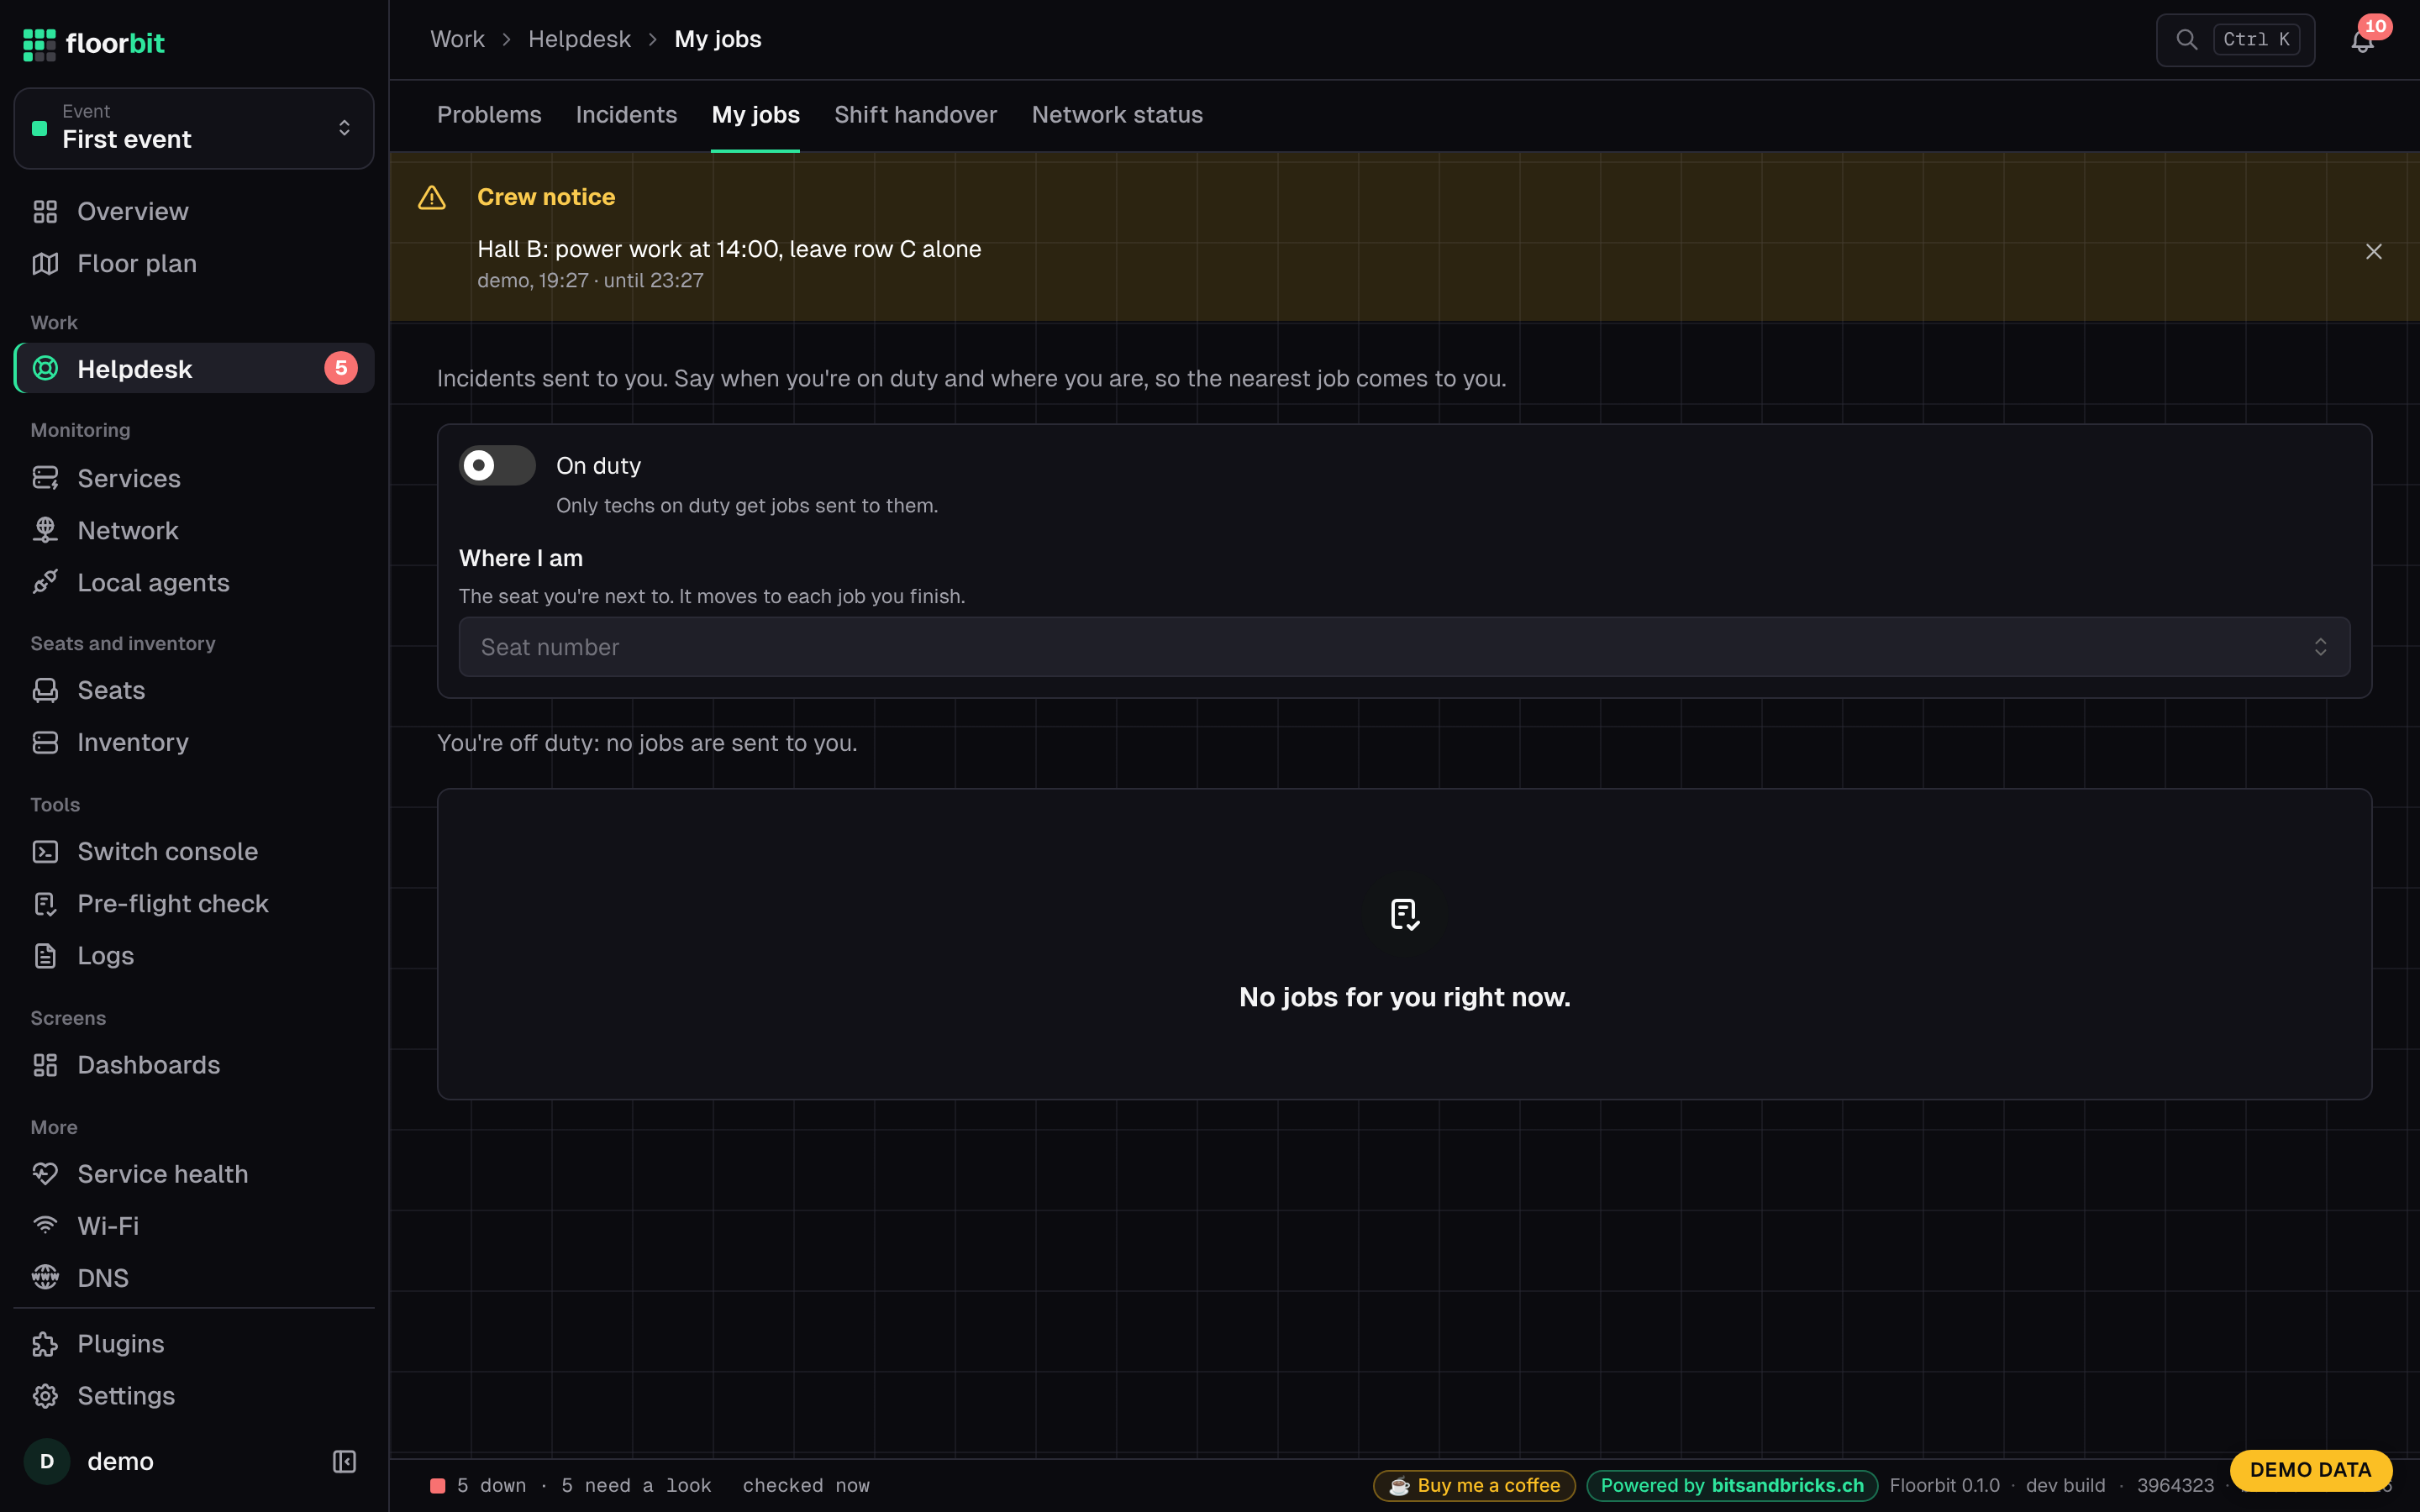 floorbit
Event
First event
Overview
Floor plan
Work
Helpdesk 5
Monitoring
Services
Network
Local agents
Seats and inventory
Seats
Inventory
Tools
Switch console
Pre-flight check
Logs
Screens
Dashboards
More
Service health
Wi-Fi
DNS
Plugins
Settings
D demo
Work > Helpdesk > My jobs
Ctrl K
10
Problems Incidents My jobs Shift handover Network status
Crew notice
Hall B: power work at 14:00, leave row C alone
demo, 19:27 · until 23:27
Incidents sent to you. Say when you're on duty and where you are, so the nearest job comes to you.
On duty
Only techs on duty get jobs sent to them.
Where I am
The seat you're next to. It moves to each job you finish.
Seat number
You're off duty: no jobs are sent to you.
No jobs for you right now.
5 down · 5 need a look checked now
Buy me a coffee
Powered by bitsandbricks.ch
Floorbit 0.1.0 · dev build · 3964323 ·
DEMO DATA